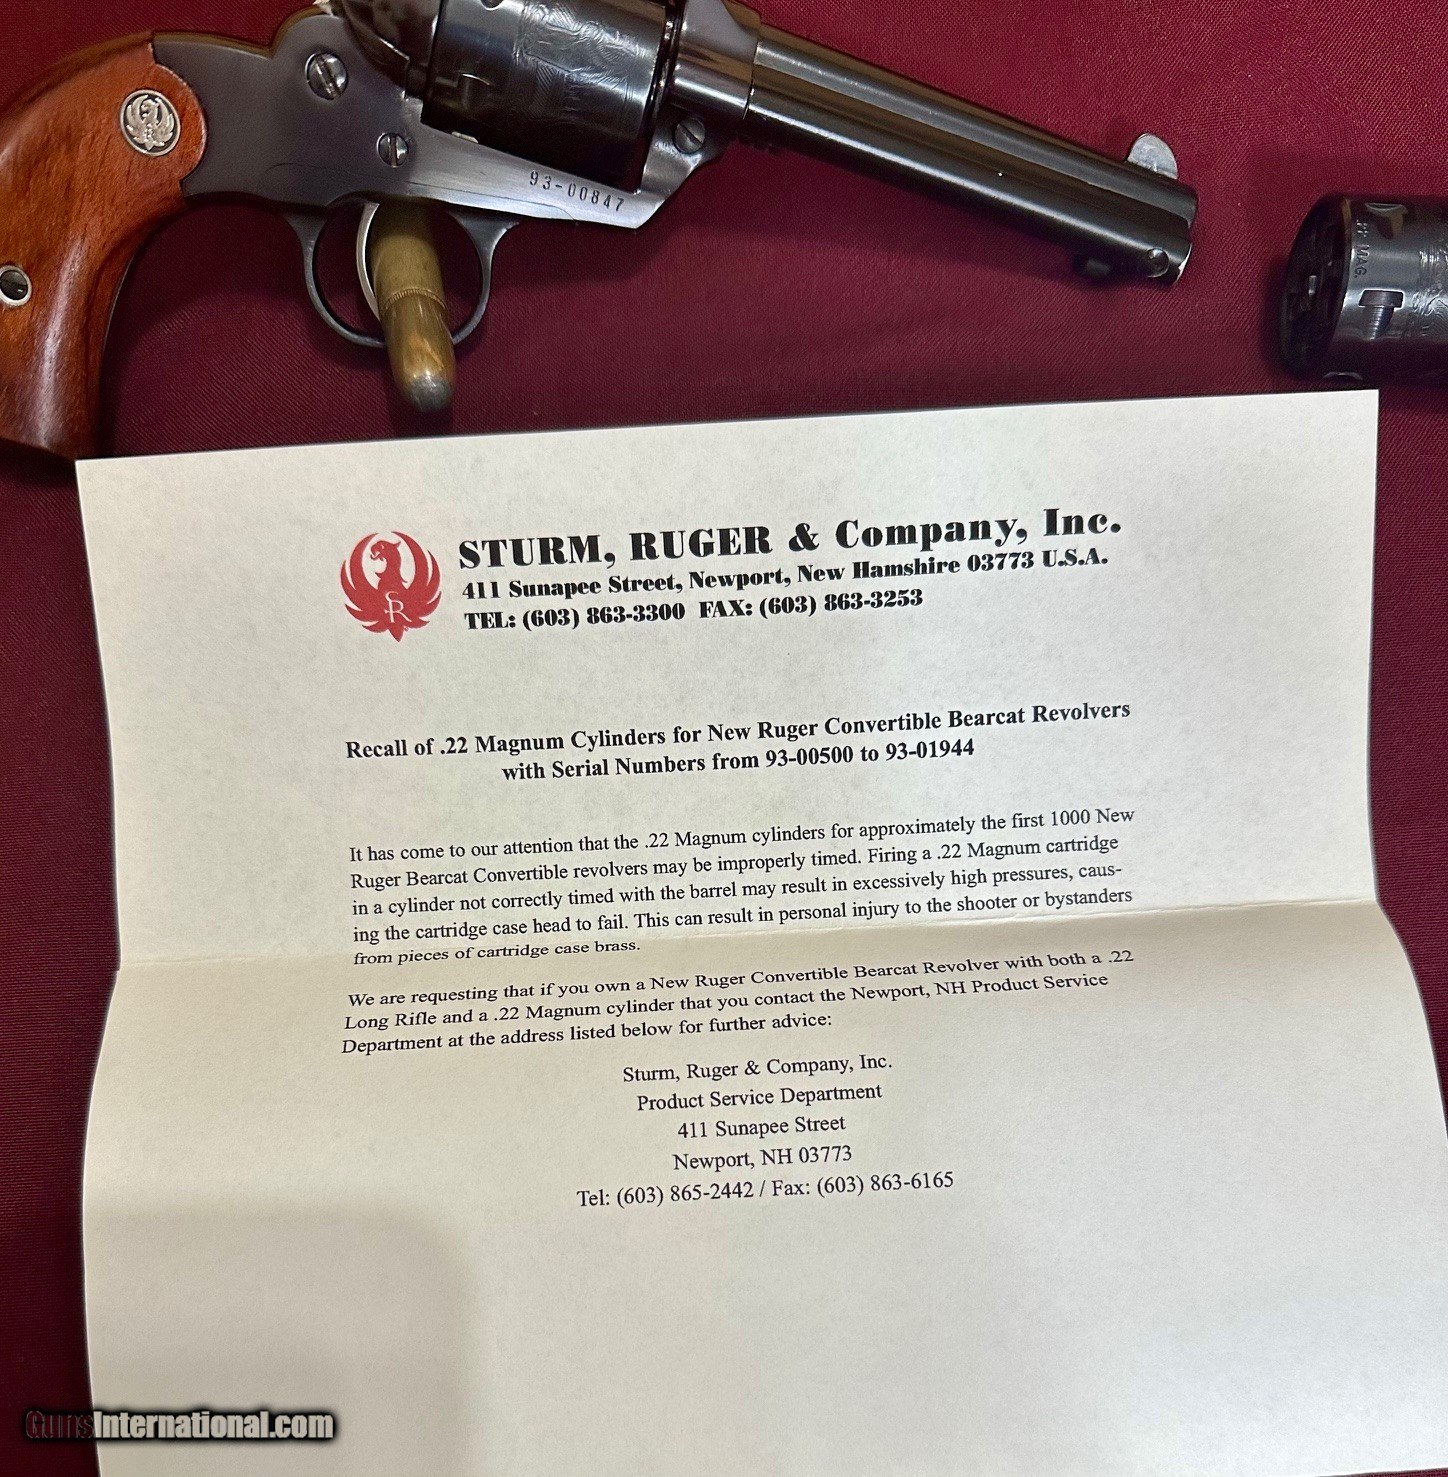 93-00847
MAG.
STURM, RUGER & Company, Inc.
411 Sunapee Street, Newport, New Hamshire 03773 U.S.A.
TEL: (603) 863-3300 FAX: (603) 863-3253
Recall of .22 Magnum Cylinders for New Ruger Convertible Bearcat Revolvers
with Serial Numbers from 93-00500 to 93-01944
It has come to our attention that the .22 Magnum cylinders for approximately the first 1000 New
Ruger Bearcat Convertible revolvers may be improperly timed. Firing a .22 Magnum cartridge
in a cylinder not correctly timed with the barrel may result in excessively high pressures, caus-
ing the cartridge case head to fail. This can result in personal injury to the shooter or bystanders
from pieces of cartridge case brass.
We are requesting that if you own a New Ruger Convertible Bearcat Revolver with both a .22
Long Rifle and a .22 Magnum cylinder that you contact the Newport, NH Product Service
Department at the address listed below for further advice:
Sturm, Ruger & Company, Inc.
Product Service Department
411 Sunapee Street
Newport, NH 03773
Tel: (603) 865-2442 / Fax: (603) 863-6165
GunsInternational.com